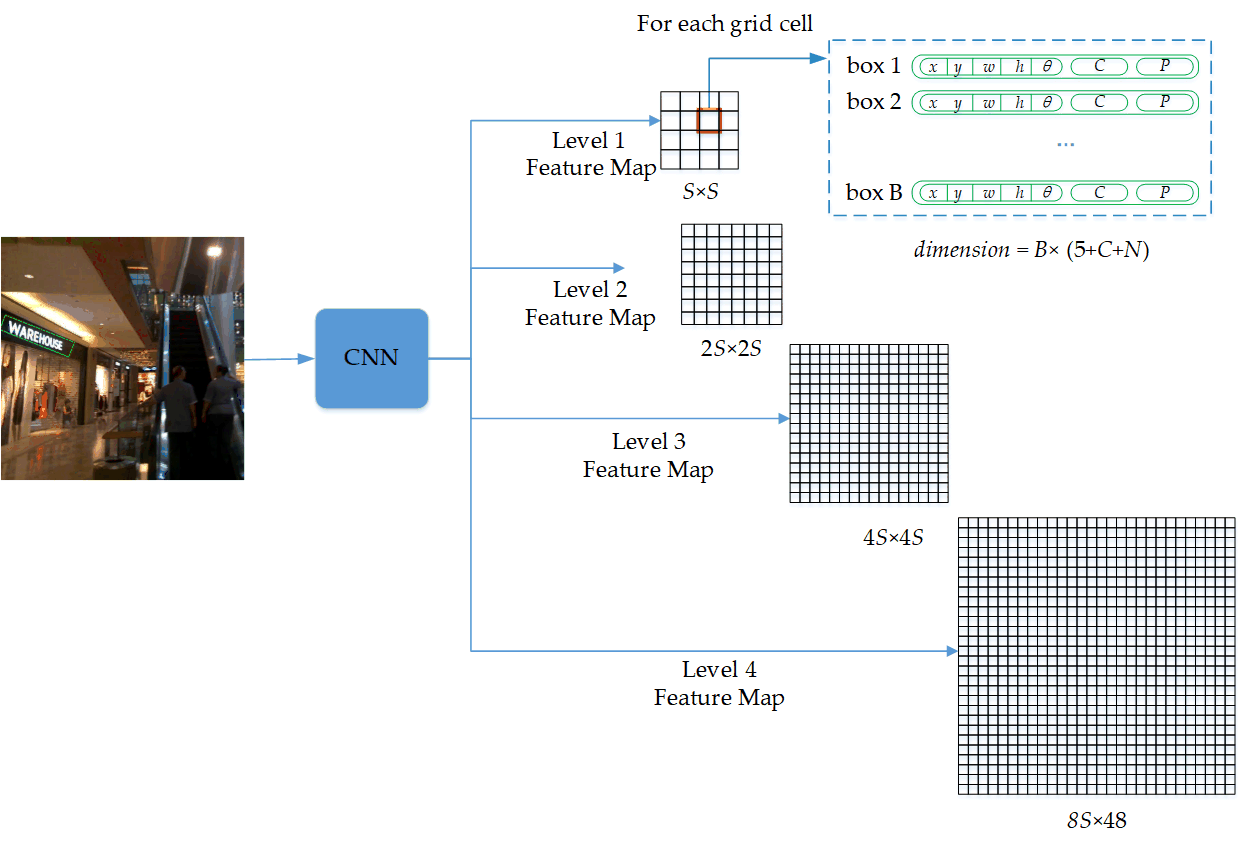 For each grid cell
box 1 x y w h θ C P
box 2 x y w h θ C P
...
box B x y w h θ C P
dimension = B× (5+C+N)
Level 1
Feature Map
S×S
Level 2
Feature Map
2S×2S
WAREHOUSE
CNN
Level 3
Feature Map
4S×4S
Level 4
Feature Map
8S×48